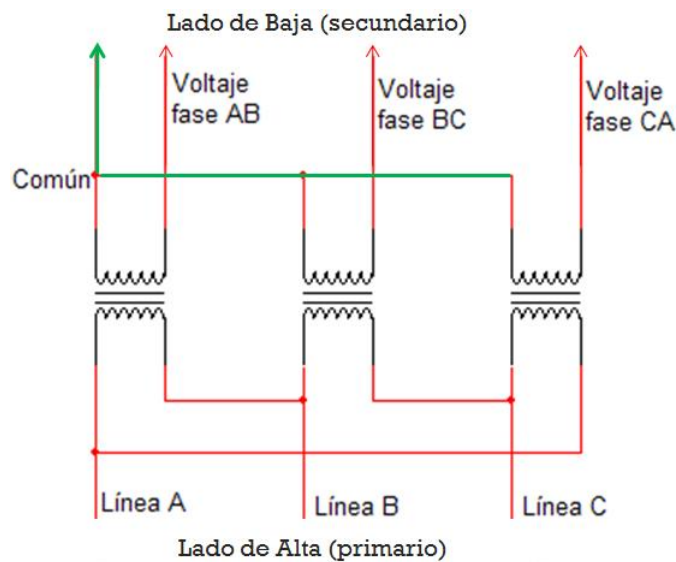 Lado de Baja (secundario)
Voltaje
fase AB
Voltaje
fase BC
Voltaje
fase CA
Común
Línea A
Línea B
Línea C
Lado de Alta (primario)